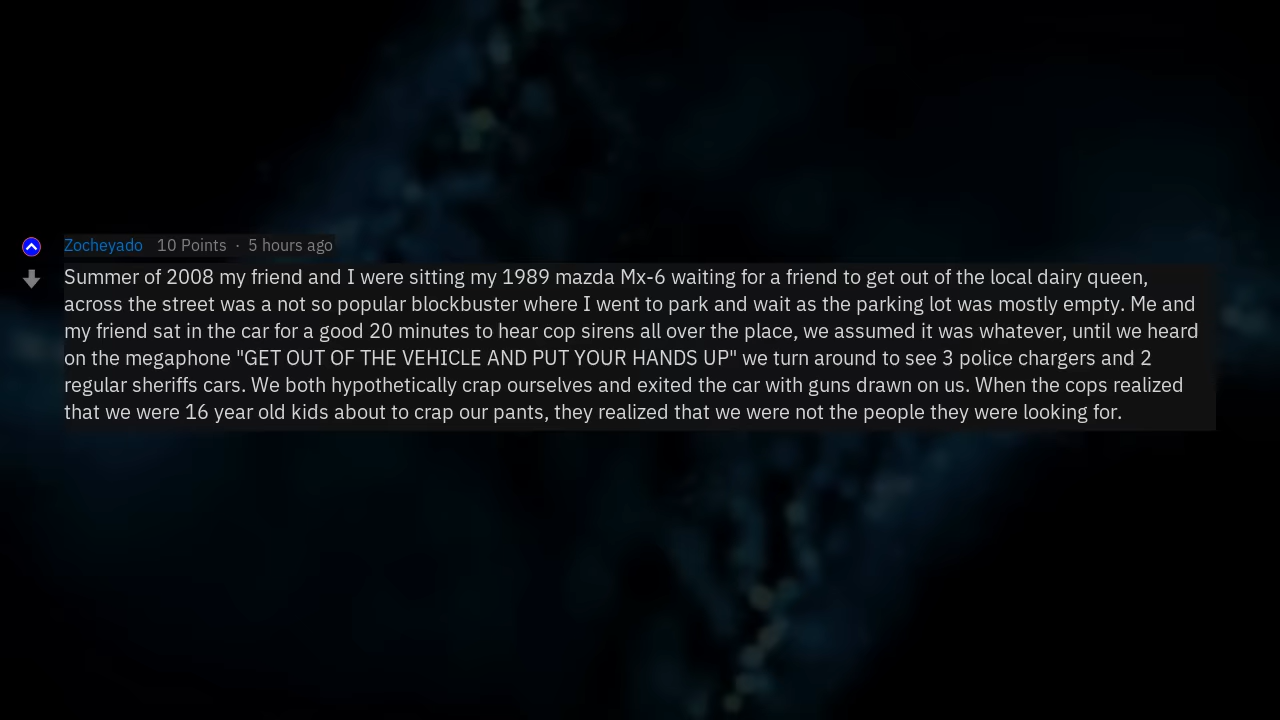 Zocheyado 10 Points · 5 hours ago
Summer of 2008 my friend and I were sitting my 1989 mazda Mx-6 waiting for a friend to get out of the local dairy queen,
across the street was a not so popular blockbuster where I went to park and wait as the parking lot was mostly empty. Me and
my friend sat in the car for a good 20 minutes to hear cop sirens all over the place, we assumed it was whatever, until we heard
on the megaphone "GET OUT OF THE VEHICLE AND PUT YOUR HANDS UP" we turn around to see 3 police chargers and 2
regular sheriffs cars. We both hypothetically crap ourselves and exited the car with guns drawn on us. When the cops realized
that we were 16 year old kids about to crap our pants, they realized that we were not the people they were looking for.